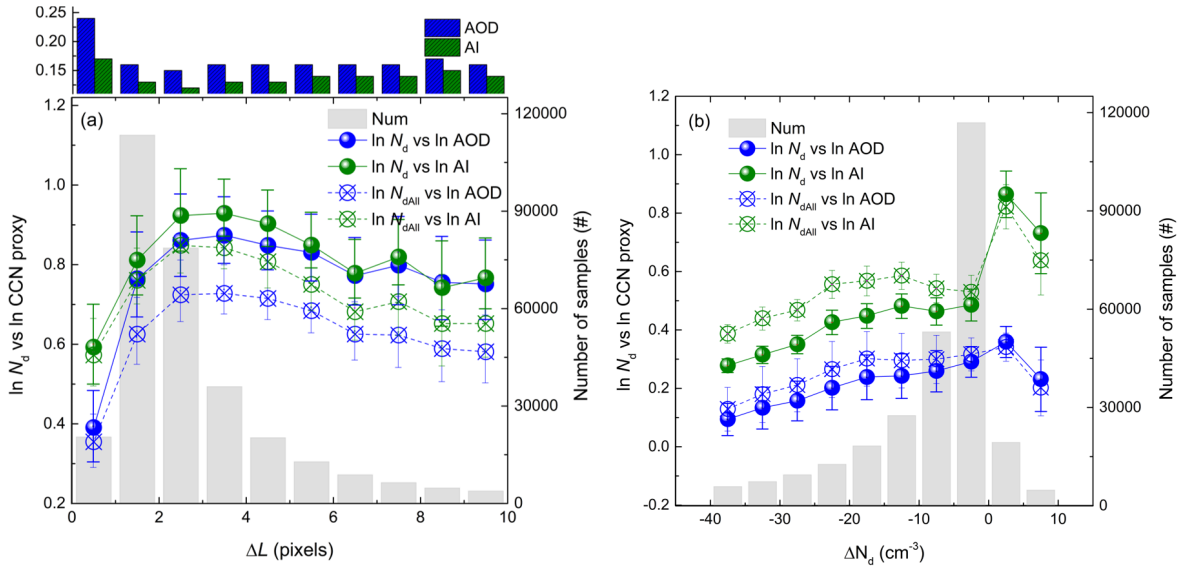 0.25
0.20
0.15
AOD
AI
1.2
1.0
0.8
0.6
0.4
0.2
ln Nd vs ln CCN proxy
(a)
Num
ln Nd vs ln AOD
ln Nd vs ln AI
ln NdAll vs ln AOD
ln NdAll vs ln AI
120000
90000
60000
30000
0
Number of samples (#)
0 2 4 6 8 10
ΔL (pixels)
1.2
1.0
0.8
0.6
0.4
0.2
0.0
-0.2
ln Nd vs ln CCN proxy
(b)
Num
ln Nd vs ln AOD
ln Nd vs ln AI
ln NdAll vs ln AOD
ln NdAll vs ln AI
120000
90000
60000
30000
0
Number of samples (#)
-40 -30 -20 -10 0 10
ΔNd (cm-3)